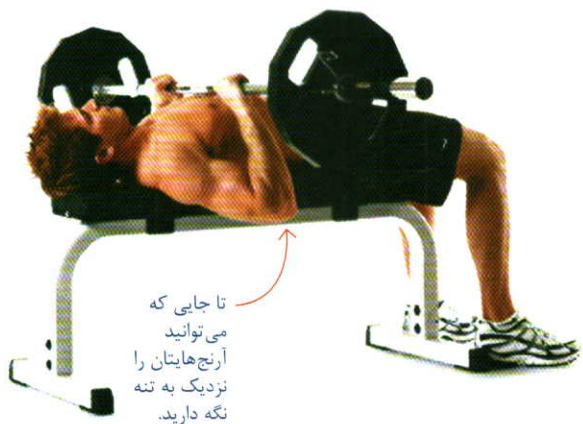 تا جایی که
می‌توانید
آرنج‌هایتان را
نزدیک به تنه
نگه دارید.